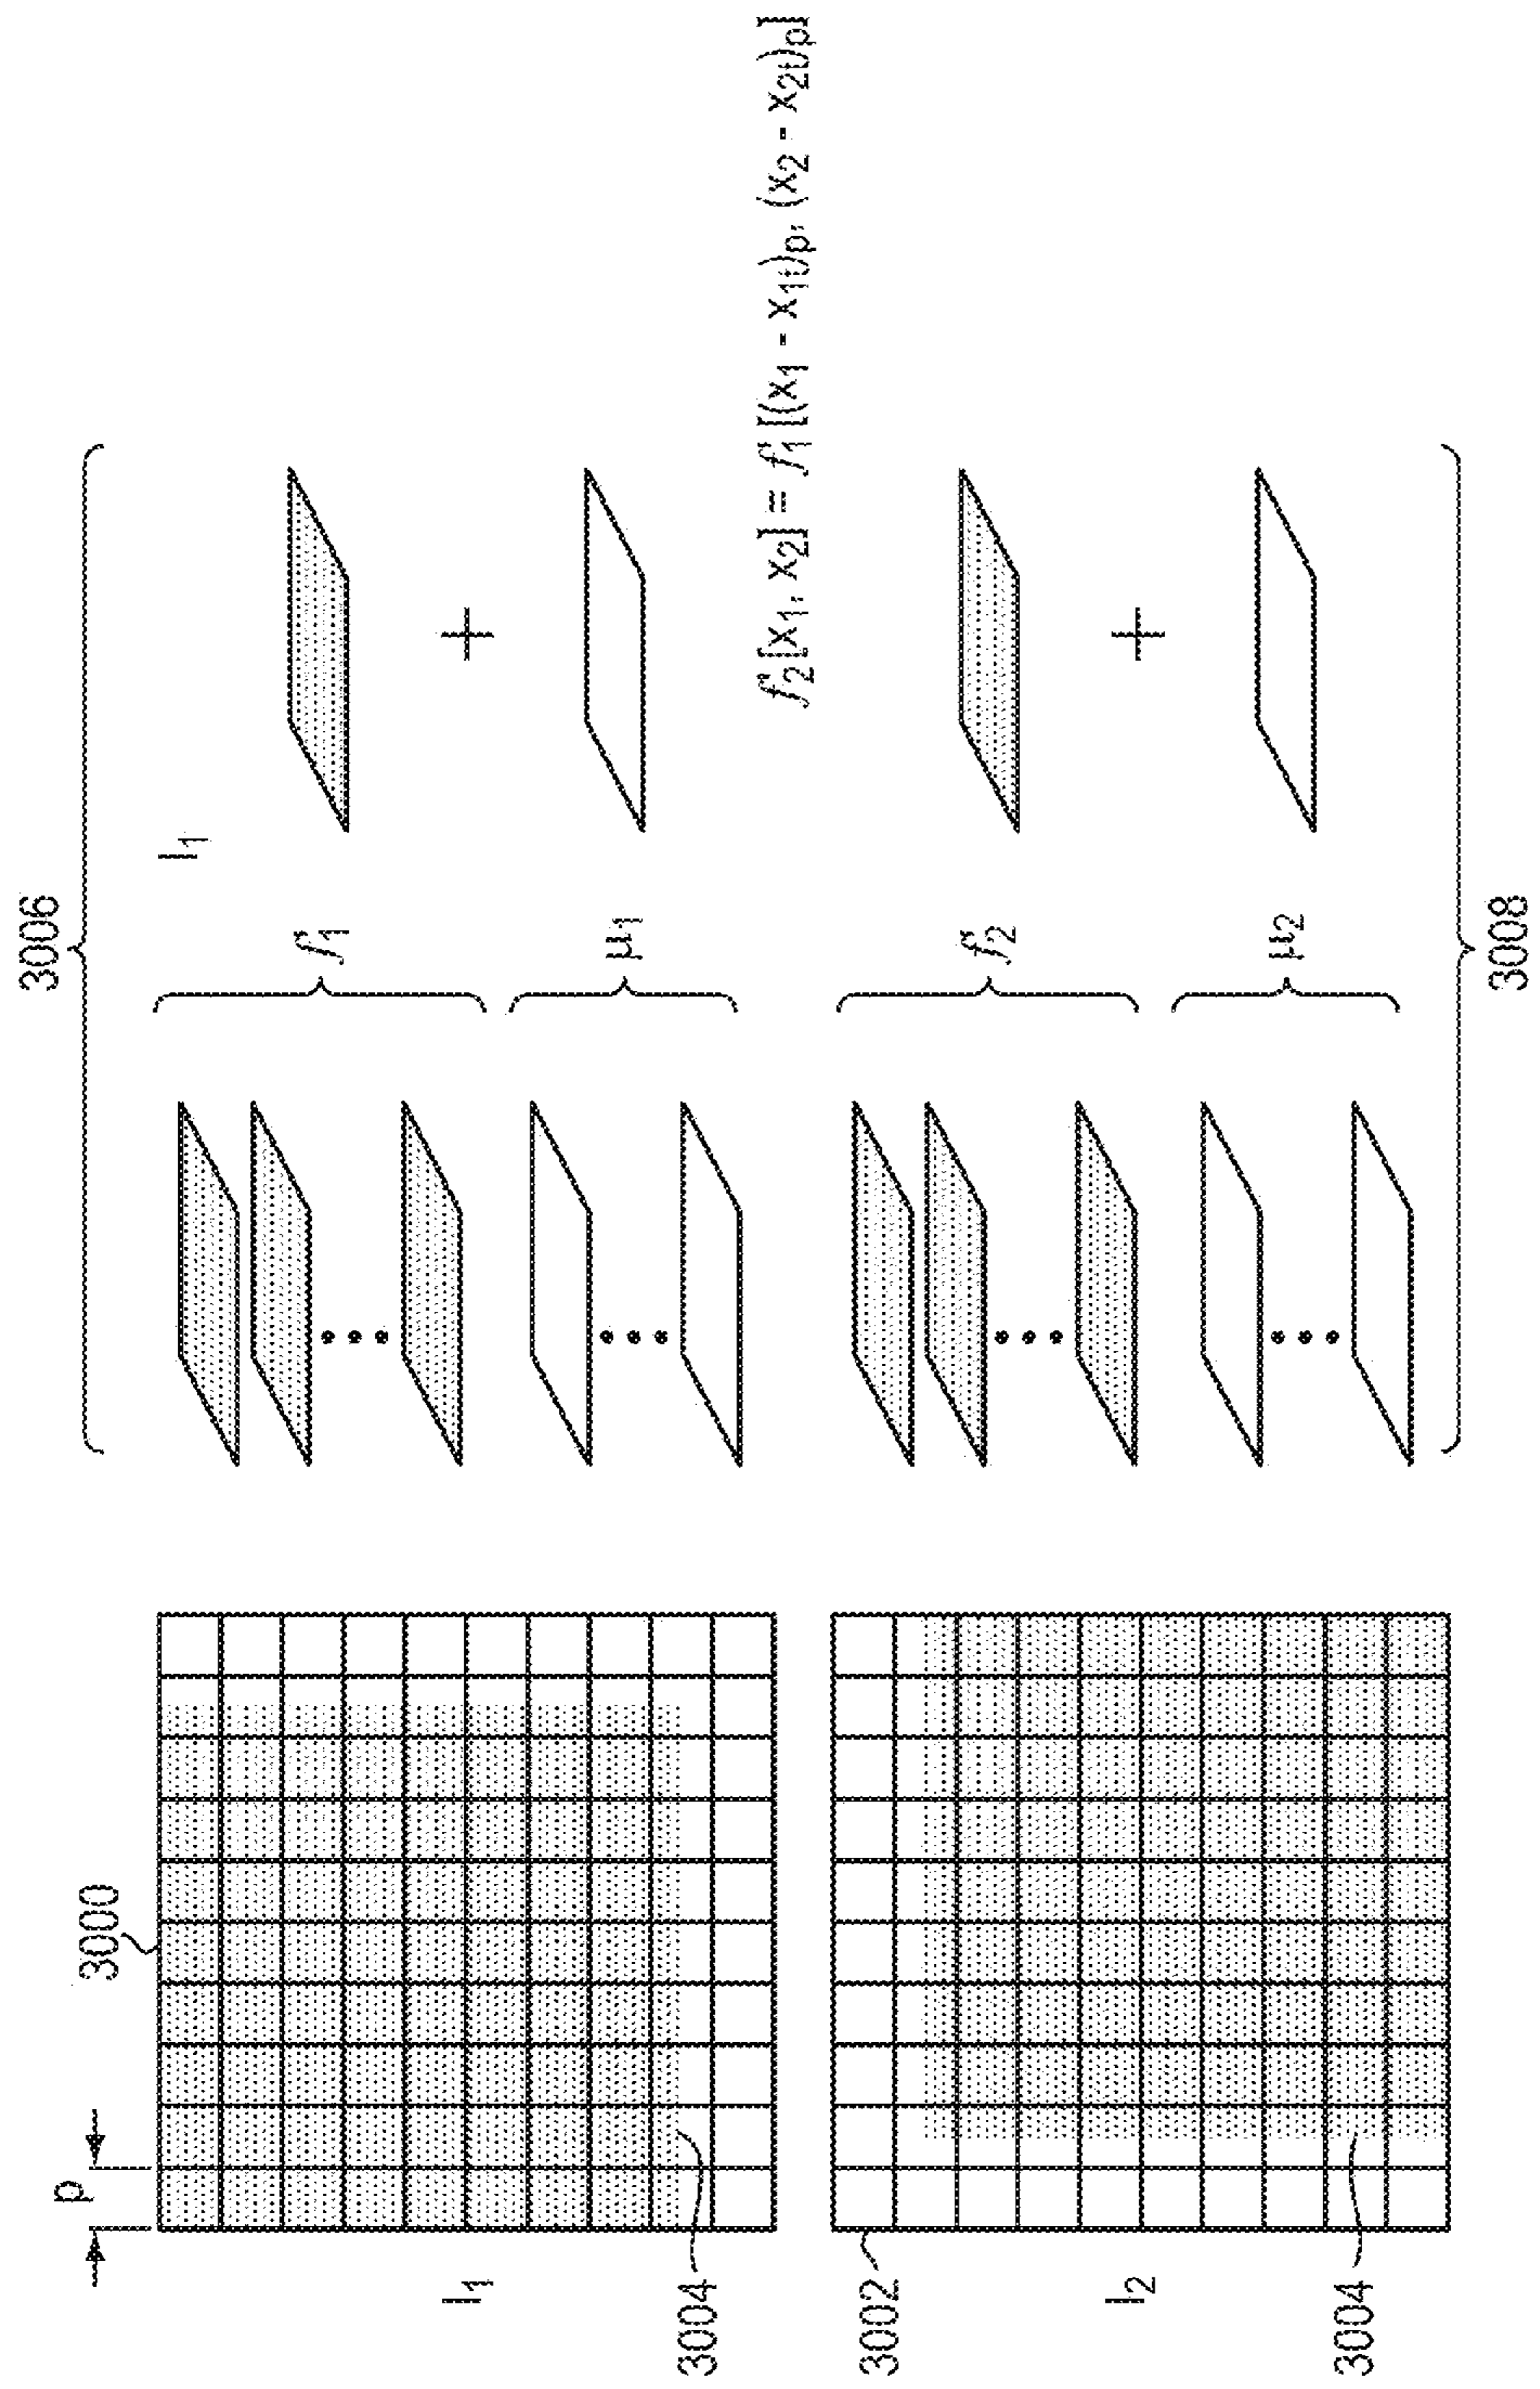 p
3000
I₁
3004
3006
f₁
µ₁
I₁
f₂[x₁, x₂] = f₁ [(x₁ - x₁t)p, (x₂ - x₂t)p]
3002
I₂
3004
f₂
µ₂
3008